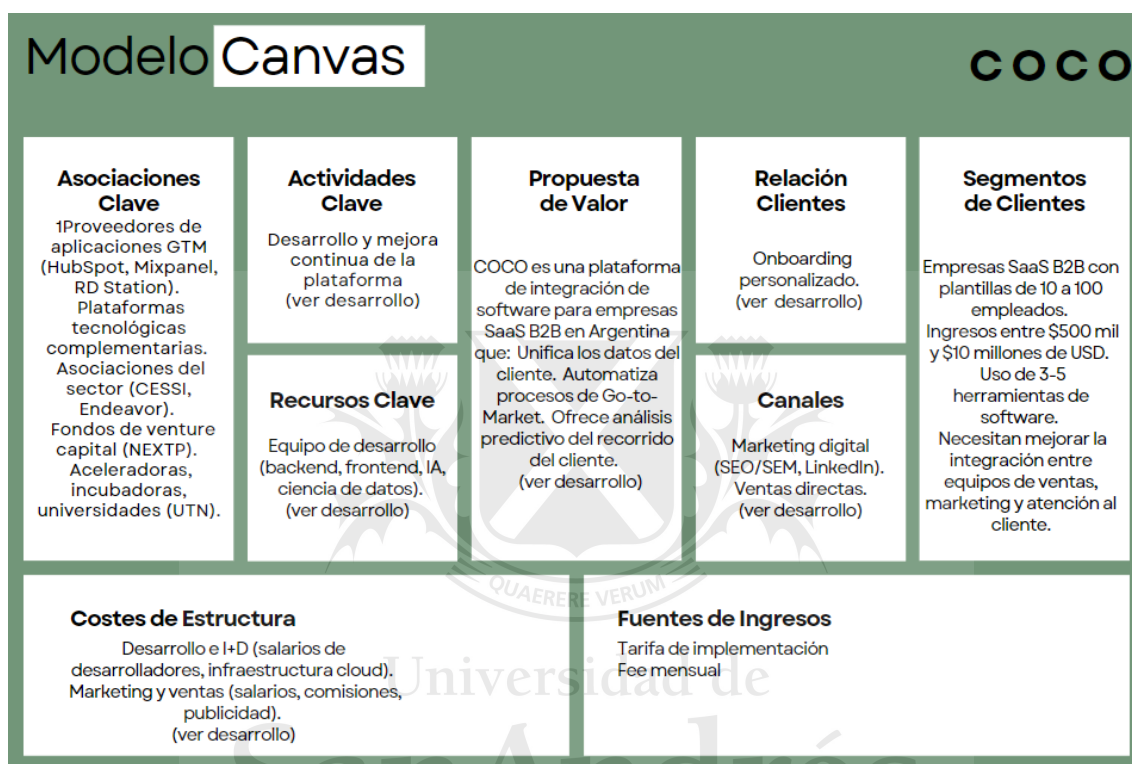 Modelo Canvas
coco
Asociaciones
Clave
1Proveedores de
aplicaciones GTM
(HubSpot, Mixpanel,
RD Station).
Plataformas
tecnológicas
complementarias.
Asociaciones del
sector (CESSI,
Endeavor).
Fondos de venture
capital (NEXTP).
Aceleradoras,
incubadoras,
universidades (UTN).
Actividades
Clave
Desarrollo y mejora
continua de la
plataforma
(ver desarrollo)
Recursos Clave
Equipo de desarrollo
(backend, frontend, IA,
ciencia de datos).
(ver desarrollo)
Propuesta
de Valor
COCO es una plataforma
de integración de
software para empresas
SaaS B2B en Argentina
que: Unifica los datos del
cliente. Automatiza
procesos de Go-to-
Market. Ofrece análisis
predictivo del recorrido
del cliente.
(ver desarrollo)
Relación
Clientes
Onboarding
personalizado.
(ver desarrollo)
Canales
Marketing digital
(SEO/SEM, LinkedIn).
Ventas directas.
(ver desarrollo)
Segmentos
de Clientes
Empresas SaaS B2B con
plantillas de 10 a 100
empleados.
Ingresos entre $500 mil
y $10 millones de USD.
Uso de 3-5
herramientas de
software.
Necesitan mejorar la
integración entre
equipos de ventas,
marketing y atención al
cliente.
Costes de Estructura
Desarrollo e I+D (salarios de
desarrolladores, infraestructura cloud).
Marketing y ventas (salarios, comisiones,
publicidad).
(ver desarrollo)
Fuentes de Ingresos
Tarifa de implementación
Fee mensual
QUAERERE VERUM
Universidad de
San Andrés